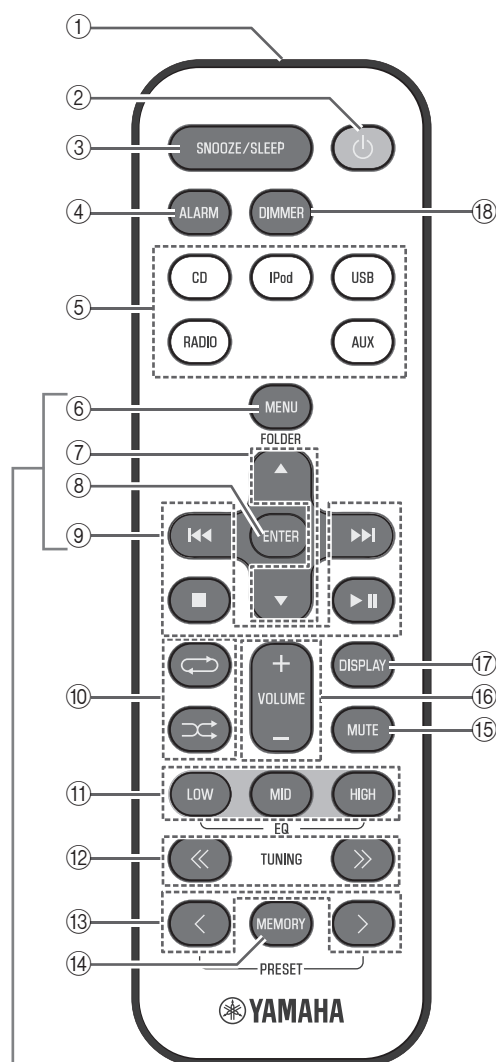 ①
②
③ SNOOZE/SLEEP
④ ALARM DIMMER ⑱
CD iPod USB
⑤
RADIO AUX
⑥ MENU
FOLDER
⑦
⑧ ENTER
⑨
⑩ VOLUME DISPLAY ⑰
⑯
MUTE ⑮
⑪ LOW MID HIGH
EQ
⑫ TUNING
⑬ MEMORY
⑭
PRESET
YAMAHA